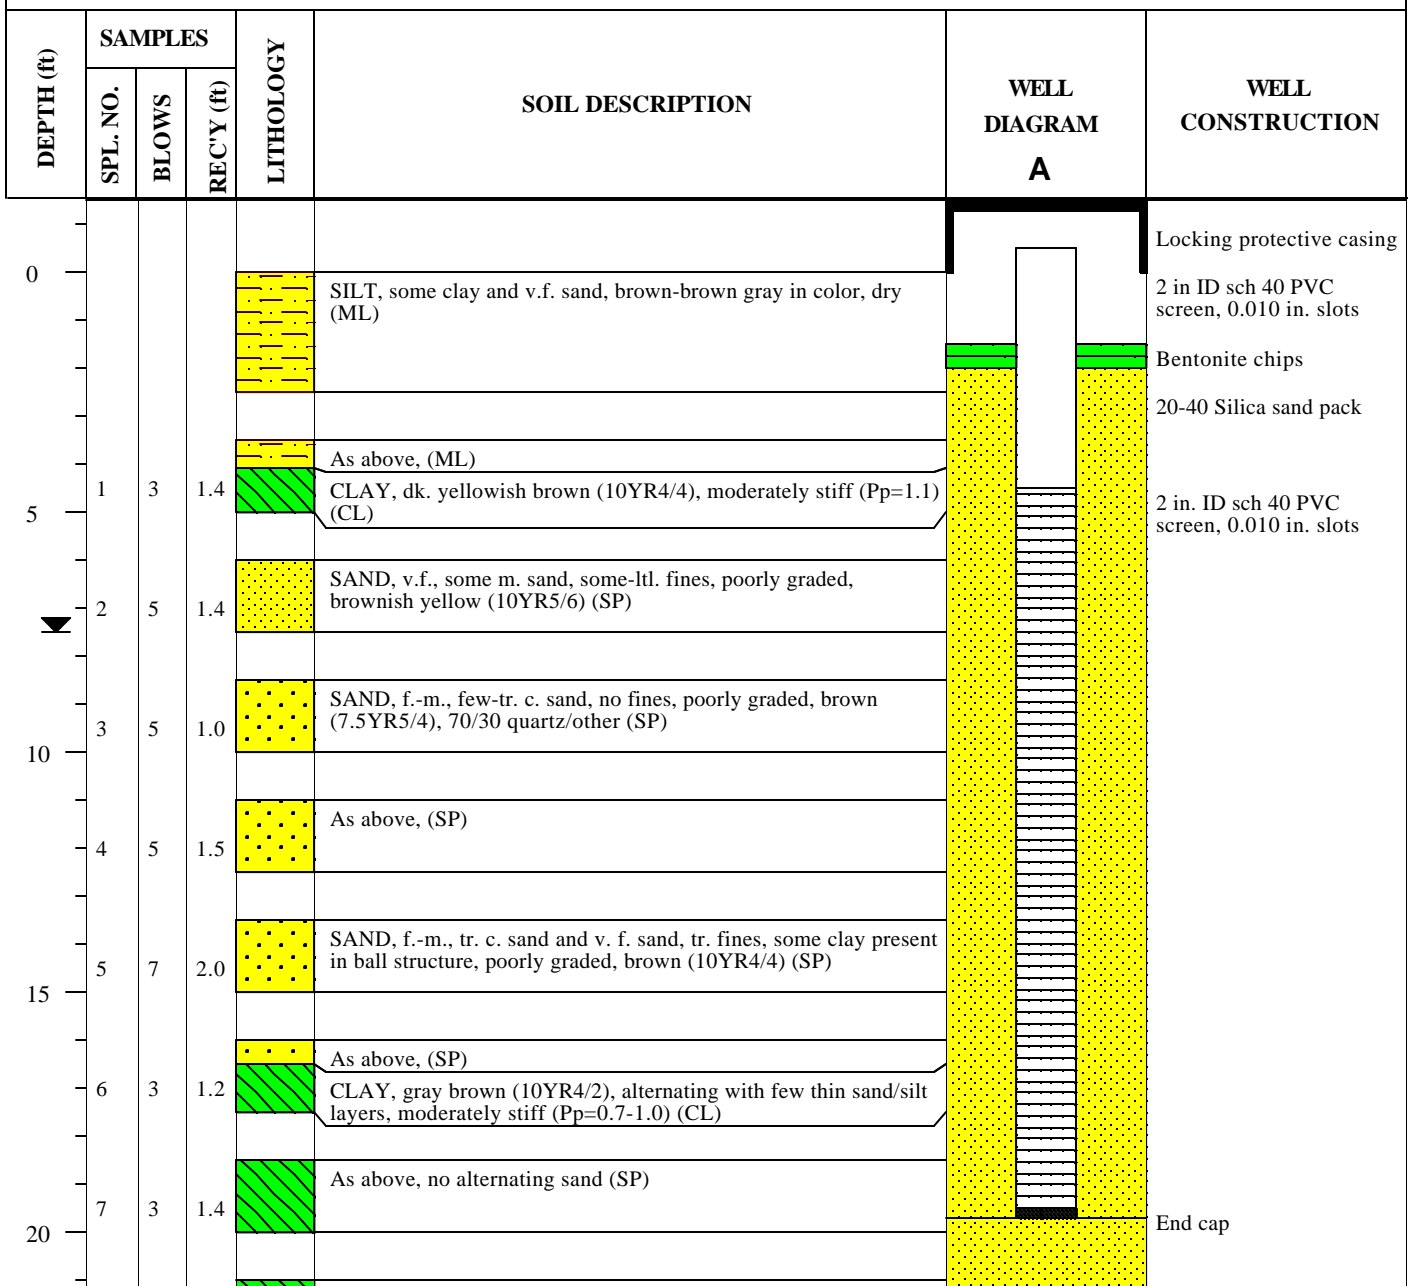 DEPTH (ft)
SAMPLES
SPL. NO.
BLOWS
REC'Y (ft)
LITHOLOGY
SOIL DESCRIPTION
WELL
DIAGRAM
A
WELL
CONSTRUCTION
Locking protective casing
0
SILT, some clay and v.f. sand, brown-brown gray in color, dry
(ML)
2 in ID sch 40 PVC
screen, 0.010 in. slots
Bentonite chips
20-40 Silica sand pack
As above, (ML)
1 3 1.4
CLAY, dk. yellowish brown (10YR4/4), moderately stiff (Pp=1.1)
(CL)
5
2 in. ID sch 40 PVC
screen, 0.010 in. slots
SAND, v.f., some m. sand, some-ltl. fines, poorly graded,
brownish yellow (10YR5/6) (SP)
2 5 1.4
SAND, f.-m., few-tr. c. sand, no fines, poorly graded, brown
(7.5YR5/4), 70/30 quartz/other (SP)
3 5 1.0
10
As above, (SP)
4 5 1.5
SAND, f.-m., tr. c. sand and v. f. sand, tr. fines, some clay present
in ball structure, poorly graded, brown (10YR4/4) (SP)
5 7 2.0
15
As above, (SP)
6 3 1.2
CLAY, gray brown (10YR4/2), alternating with few thin sand/silt
layers, moderately stiff (Pp=0.7-1.0) (CL)
As above, no alternating sand (SP)
7 3 1.4
End cap
20